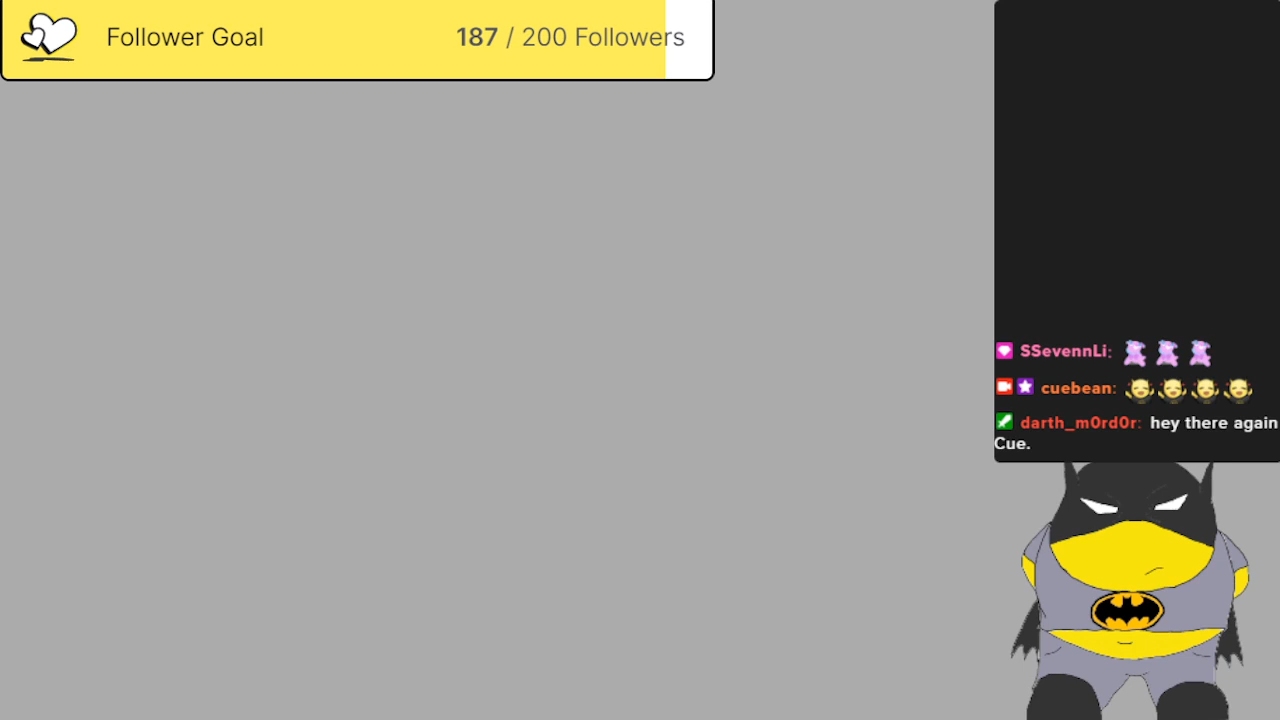 Follower Goal 187 / 200 Followers
SSevennLi:
cuebean:
darth_m0rd0r: hey there again
Cue.